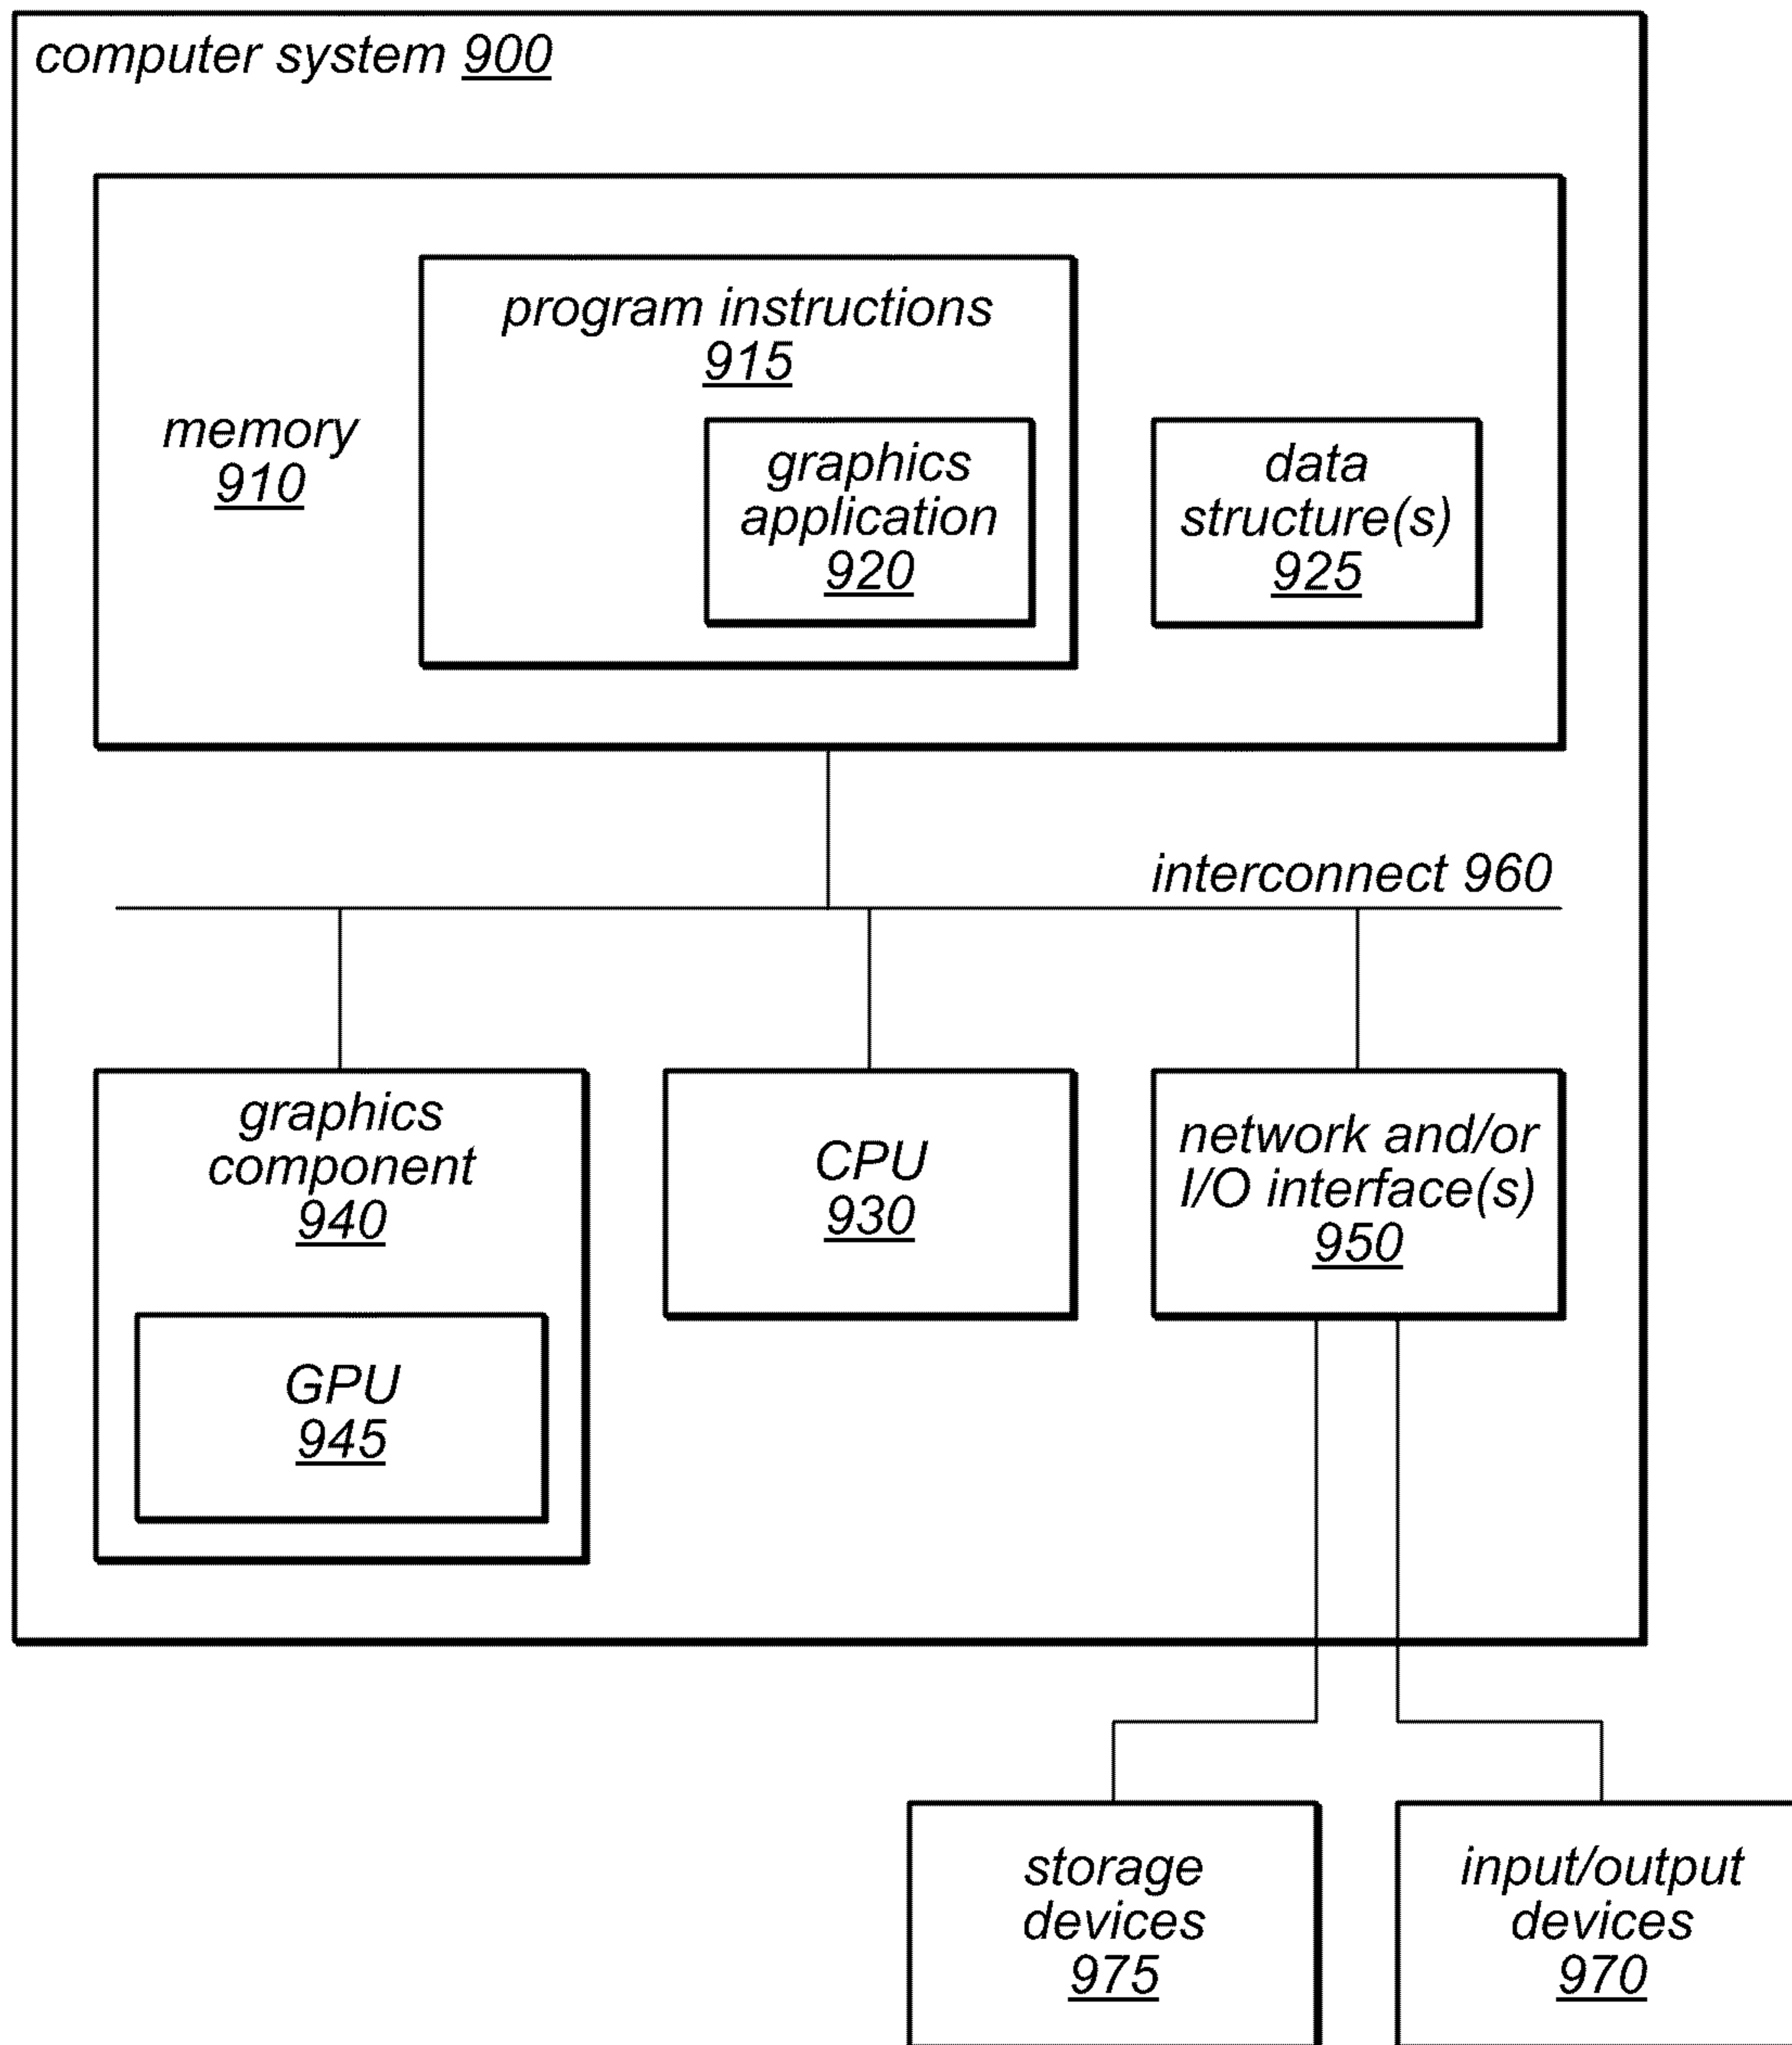 computer system 900
program instructions
915
memory
910
graphics
application
920
data
structure(s)
925
interconnect 960
graphics
component
940
CPU
930
network and/or
I/O interface(s)
950
GPU
945
storage
devices
975
input/output
devices
970